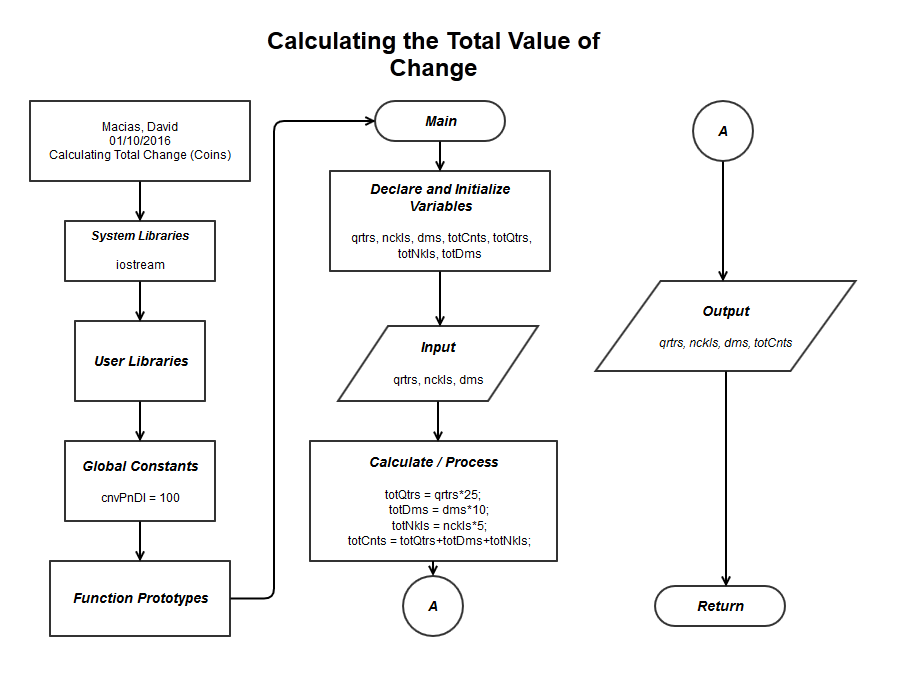 Calculating the Total Value of
Change
Macias, David
01/10/2016
Calculating Total Change (Coins)
System Libraries
iostream
User Libraries
Global Constants
cnvPnDl = 100
Function Prototypes
Main
Declare and Initialize
Variables
qrtrs, nckls, dms, totCnts, totQtrs,
totNkls, totDms
Input
qrtrs, nckls, dms
Calculate / Process
totQtrs = qrtrs*25;
totDms = dms*10;
totNkls = nckls*5;
totCnts = totQtrs+totDms+totNkls;
A
A
Output
qrtrs, nckls, dms, totCnts
Return